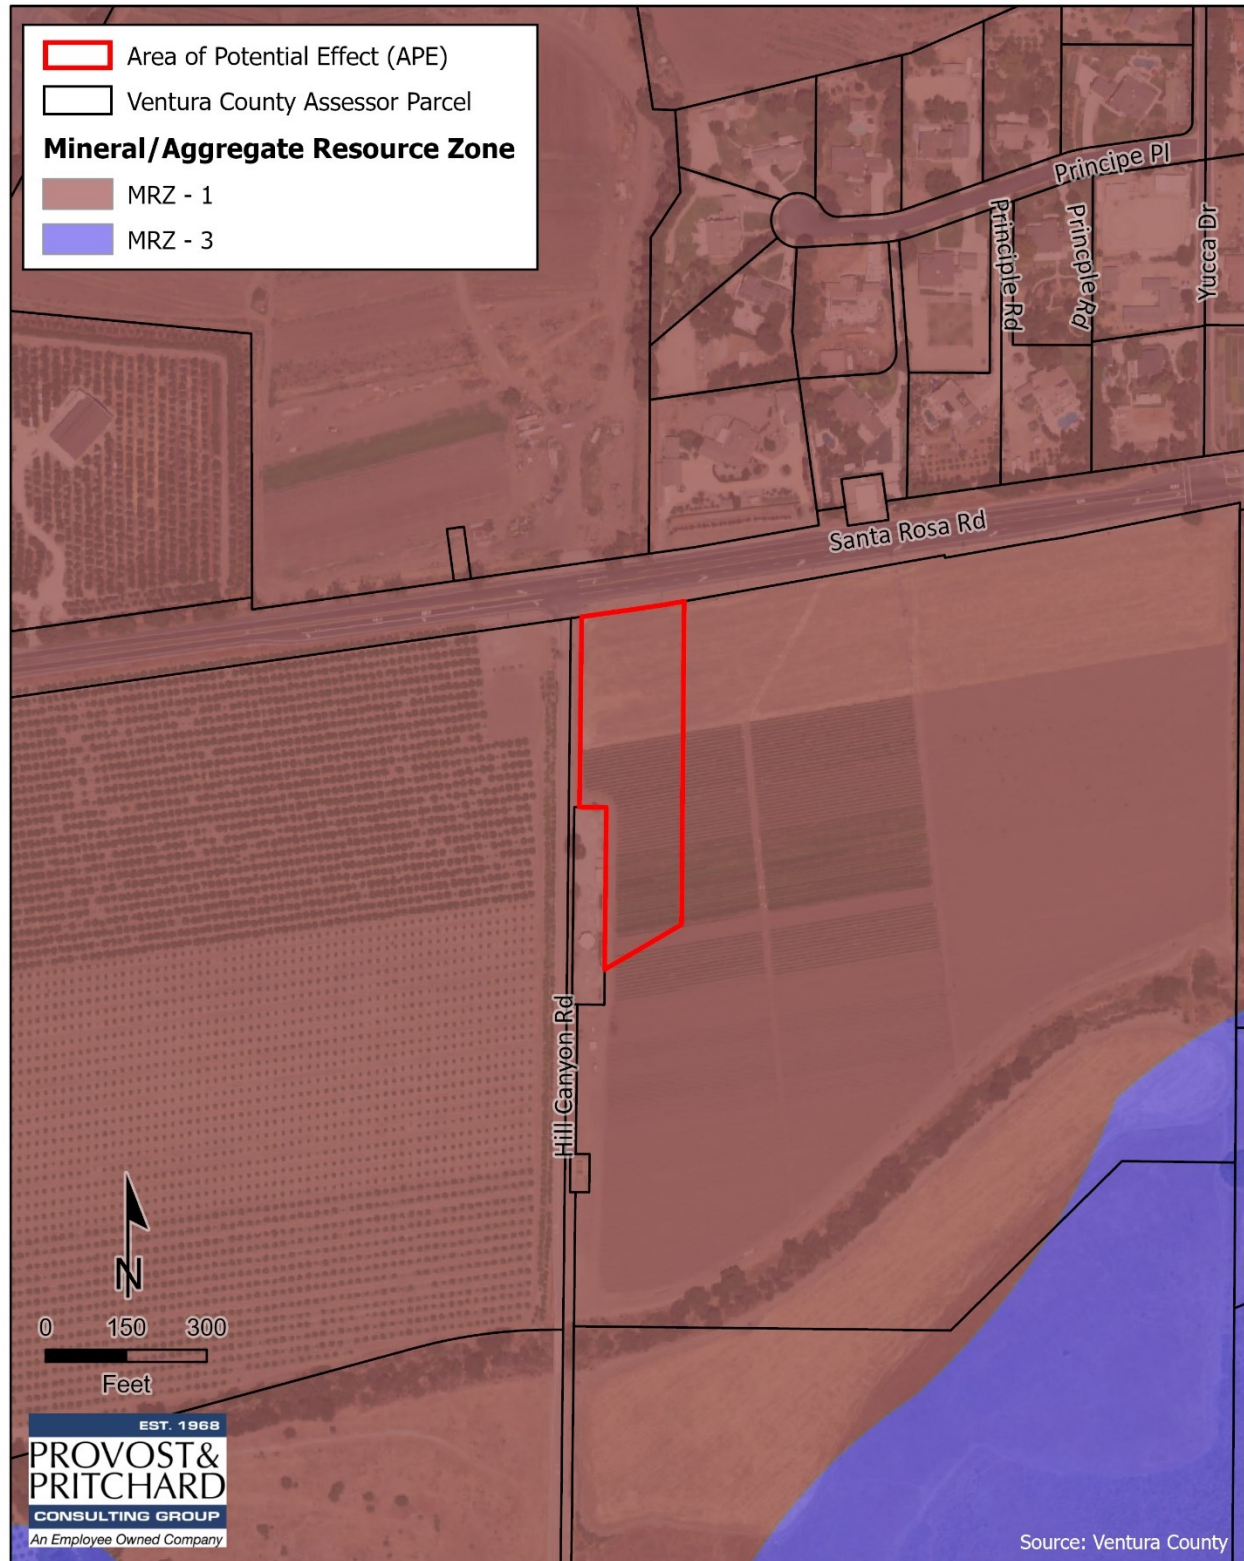 Area of Potential Effect (APE)
Ventura County Assessor Parcel
Mineral/Aggregate Resource Zone
MRZ - 1
MRZ - 3
Principe Pl
Principle Rd
Princple Rd
Yucca Dr
Santa Rosa Rd
Hill Canyon Rd
N
0 150 300
Feet
EST. 1968
PROVOST&
PRITCHARD
CONSULTING GROUP
An Employee Owned Company
Source: Ventura County